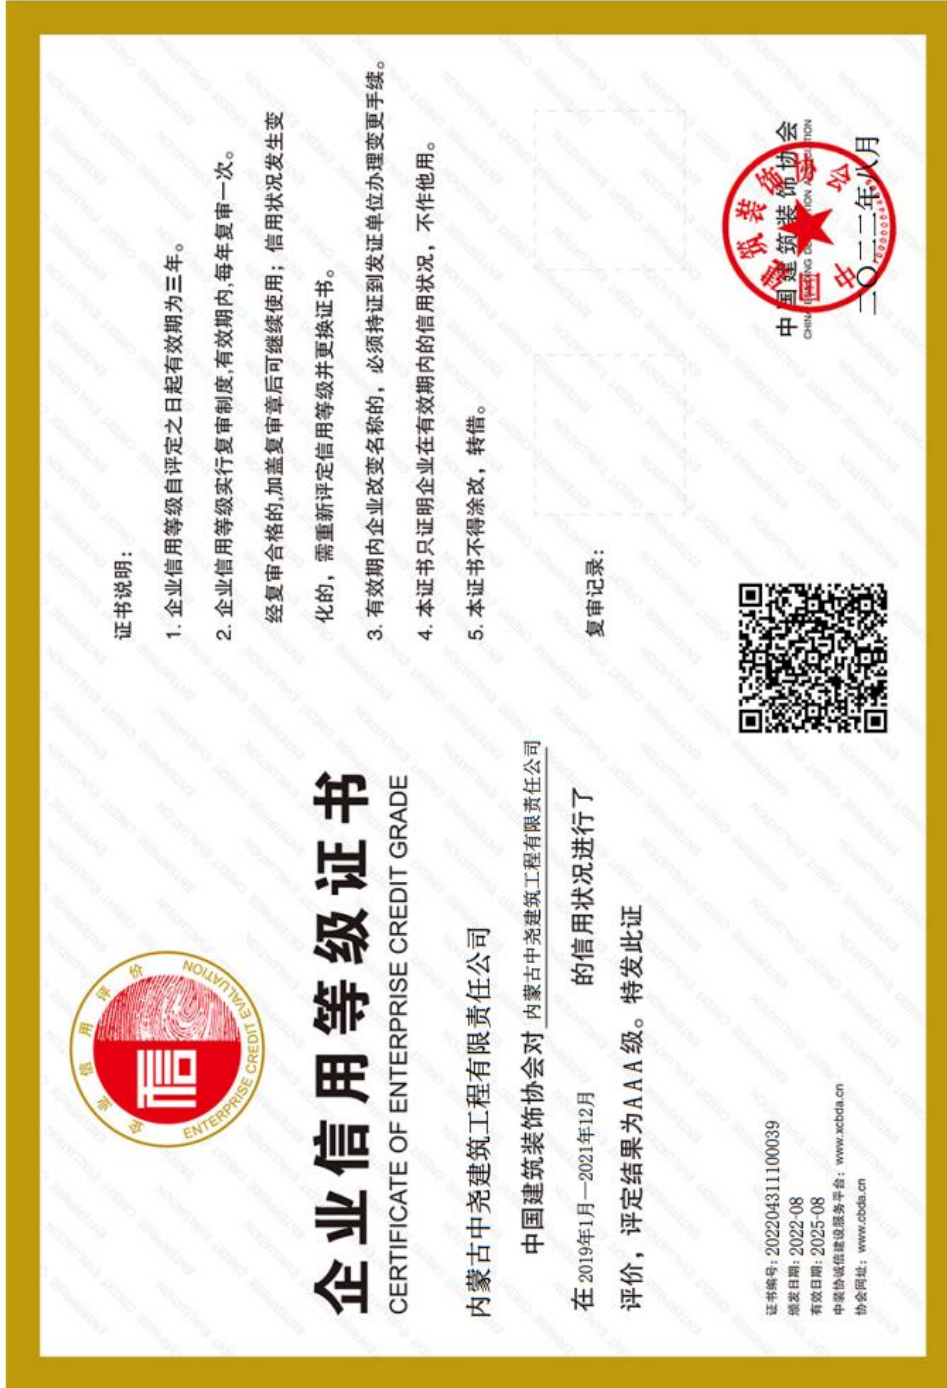 企业信用评价
ENTERPRISE CREDIT EVALUATION
信
企业信用等级证书
CERTIFICATE OF ENTERPRISE CREDIT GRADE
内蒙古中尧建筑工程有限责任公司
中国建筑装饰协会对 内蒙古中尧建筑工程有限责任公司
在 2019年1月—2021年12月 的信用状况进行了
评价，评定结果为AAA级。特发此证
证书编号: 202204311100039
颁发日期: 2022-08
有效日期: 2025-08
中装协诚信建设服务平台: www.xcbda.cn
协会网址: www.cbda.cn
证书说明：
1. 企业信用等级自评定之日起有效期为三年。
2. 企业信用等级实行复审制度,有效期内,每年复审一次。
经复审合格的,加盖复审章后可继续使用；信用状况发生变
化的，需重新评定信用等级并更换证书。
3. 有效期内企业改变名称的，必须持证到发证单位办理变更手续。
4. 本证书只证明企业在有效期内的信用状况，不作他用。
5. 本证书不得涂改，转借。
复审记录：
中国建筑装饰协会
CHINA BUILDING DECORATION ASSOCIATION
二〇二二年八月